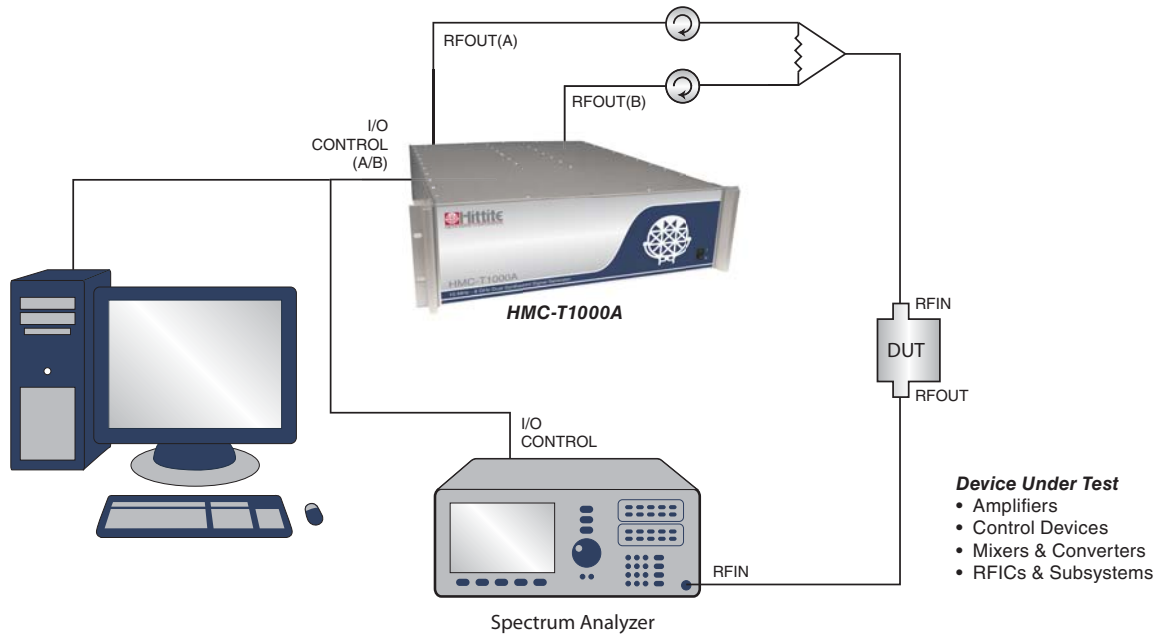 RFOUT(A)
RFOUT(B)
I/O
CONTROL
(A/B)
Hittite
HMC-T1000A
HMC-T1000A
RFIN
DUT
RFOUT
I/O
CONTROL
Device Under Test
• Amplifiers
• Control Devices
• Mixers & Converters
• RFICs & Subsystems
RFIN
Spectrum Analyzer